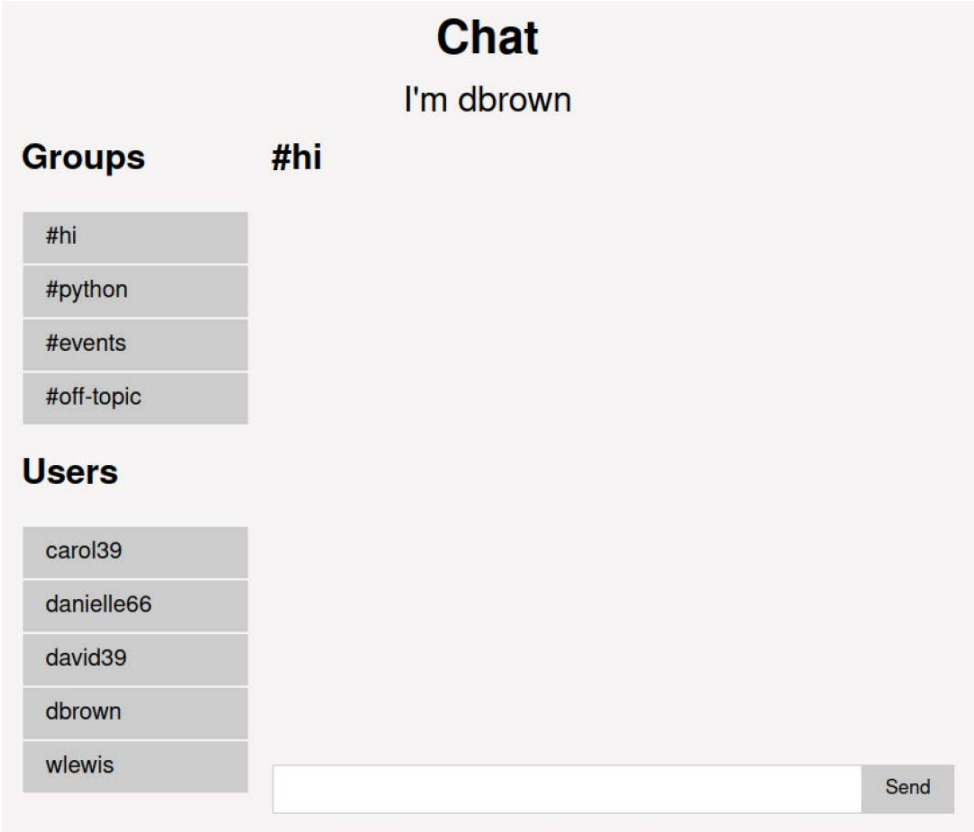 Chat
I'm dbrown
Groups
#hi
#python
#events
#off-topic
Users
carol39
danielle66
david39
dbrown
wlewis
#hi
Send